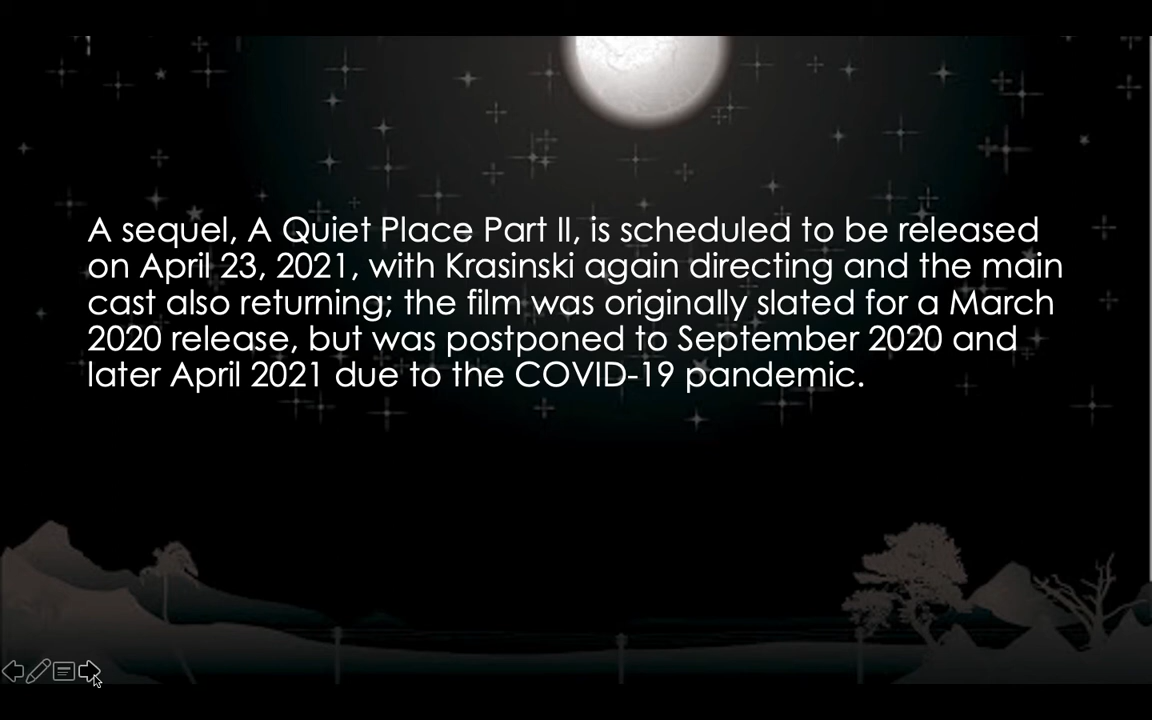 A sequel, A Quiet Place Part II, is scheduled to be released
on April 23, 2021, with Krasinski again directing and the main
cast also returning; the film was originally slated for a March
2020 release, but was postponed to September 2020 and
later April 2021 due to the COVID-19 pandemic.